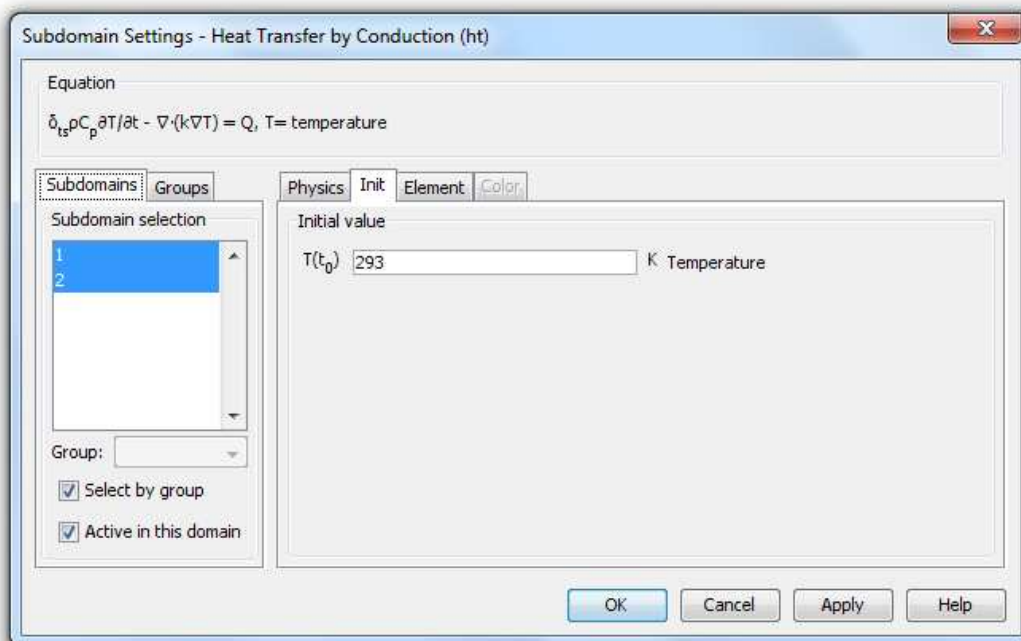 Subdomain Settings - Heat Transfer by Conduction (ht)
Equation
δtsρCp∂T/∂t - ∇·(k∇T) = Q, T= temperature
Subdomains Groups
Subdomain selection
1
2
Group:
Select by group
Active in this domain
Physics Init Element Color
Initial value
T(t0) 293 K Temperature
OK Cancel Apply Help